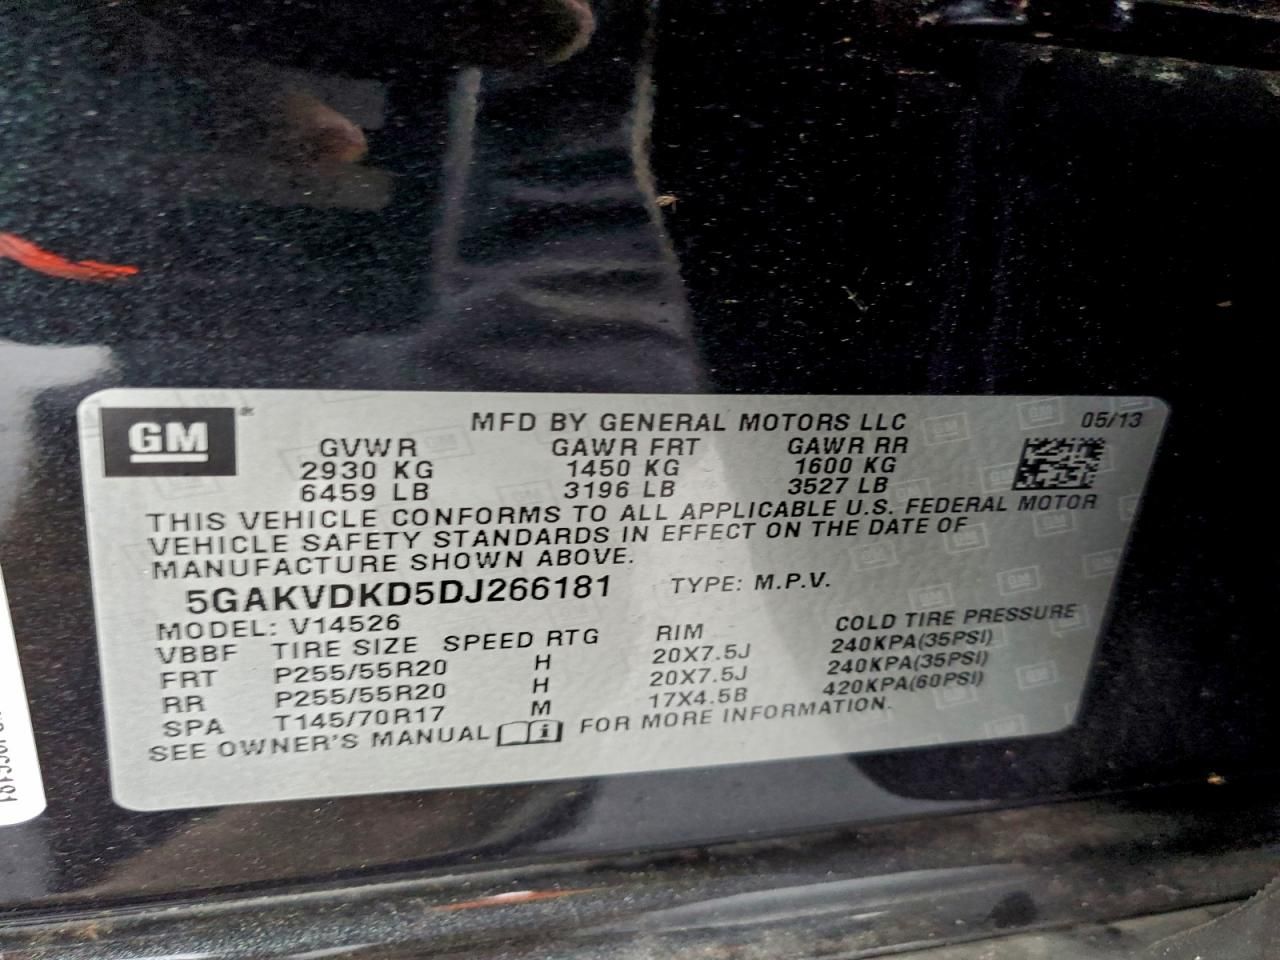 GM
MFD BY GENERAL MOTORS LLC 05/13
GVWR GAWR FRT GAWR RR
2930 KG 1450 KG 1600 KG
6459 LB 3196 LB 3527 LB
THIS VEHICLE CONFORMS TO ALL APPLICABLE U.S. FEDERAL MOTOR
VEHICLE SAFETY STANDARDS IN EFFECT ON THE DATE OF
MANUFACTURE SHOWN ABOVE.
5GAKVDKD5DJ266181 TYPE: M.P.V.
MODEL: V14526
VBBF TIRE SIZE SPEED RTG RIM COLD TIRE PRESSURE
FRT P255/55R20 H 20X7.5J 240KPA(35PSI)
RR P255/55R20 H 20X7.5J 240KPA(35PSI)
SPA T145/70R17 M 17X4.5B 420KPA(60PSI)
SEE OWNER'S MANUAL i FOR MORE INFORMATION.